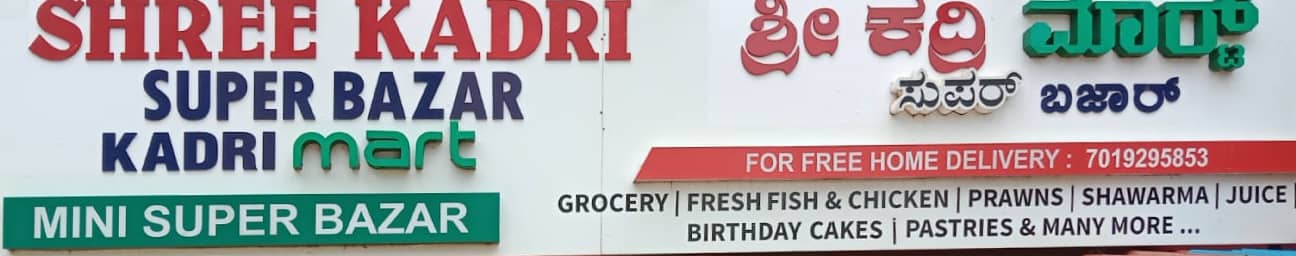 SHREE KADRI
SUPER BAZAR
KADRI mart
MINI SUPER BAZAR
ಶ್ರೀ ಕದ್ರಿ ಮಾರ್ಟ್
ಸುಪರ್ ಬಜಾರ್
FOR FREE HOME DELIVERY : 7019295853
GROCERY | FRESH FISH & CHICKEN | PRAWNS | SHAWARMA | JUICE |
BIRTHDAY CAKES | PASTRIES & MANY MORE ...